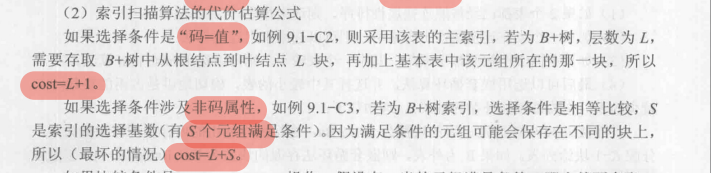 （2）索引扫描算法的代价估算公式
如果选择条件是“码=值”，如例 9.1-C2，则采用该表的主索引，若为 B+树，层数为 L，
需要存取 B+树中从根结点到叶结点 L 块，再加上基本表中该元组所在的那一块，所以
cost=L+1。
如果选择条件涉及非码属性，如例 9.1-C3，若为 B+树索引，选择条件是相等比较，S
是索引的选择基数（有 S 个元组满足条件）。因为满足条件的元组可能会保存在不同的块上，
所以（最坏的情况）cost=L+S。